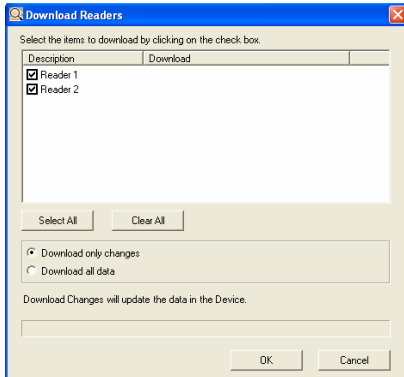 Download Readers
Select the items to download by clicking on the check box.
Description Download
Reader 1
Reader 2
Select All Clear All
Download only changes
Download all data
Download Changes will update the data in the Device.
OK Cancel